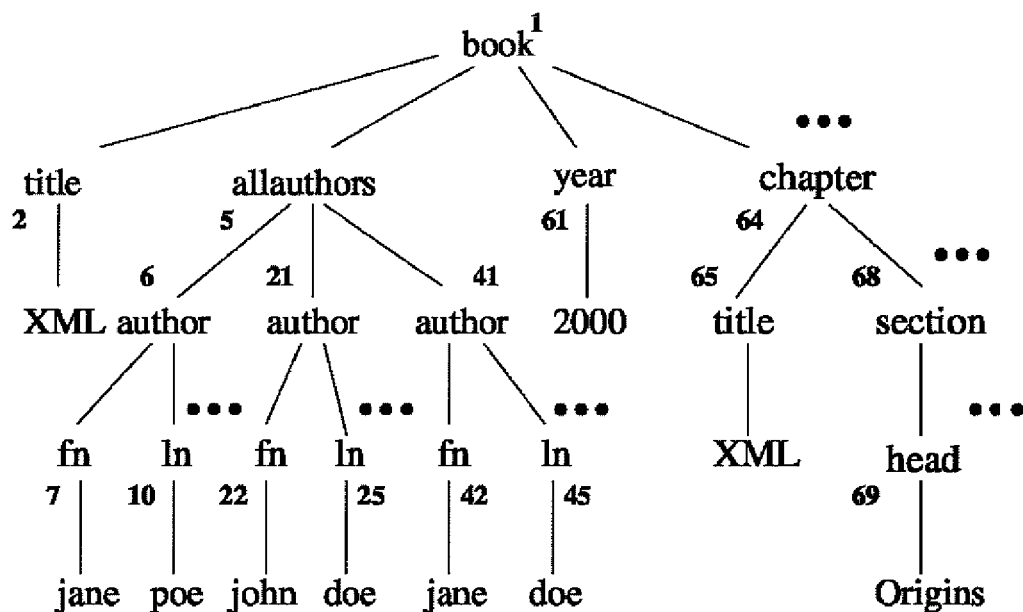 book 1
title allauthors year chapter
2 5 61 64
6 21 41 65 68
XML author author author 2000 title section
fn ln fn ln fn ln XML head
7 10 22 25 42 45 69
jane poe john doe jane doe Origins